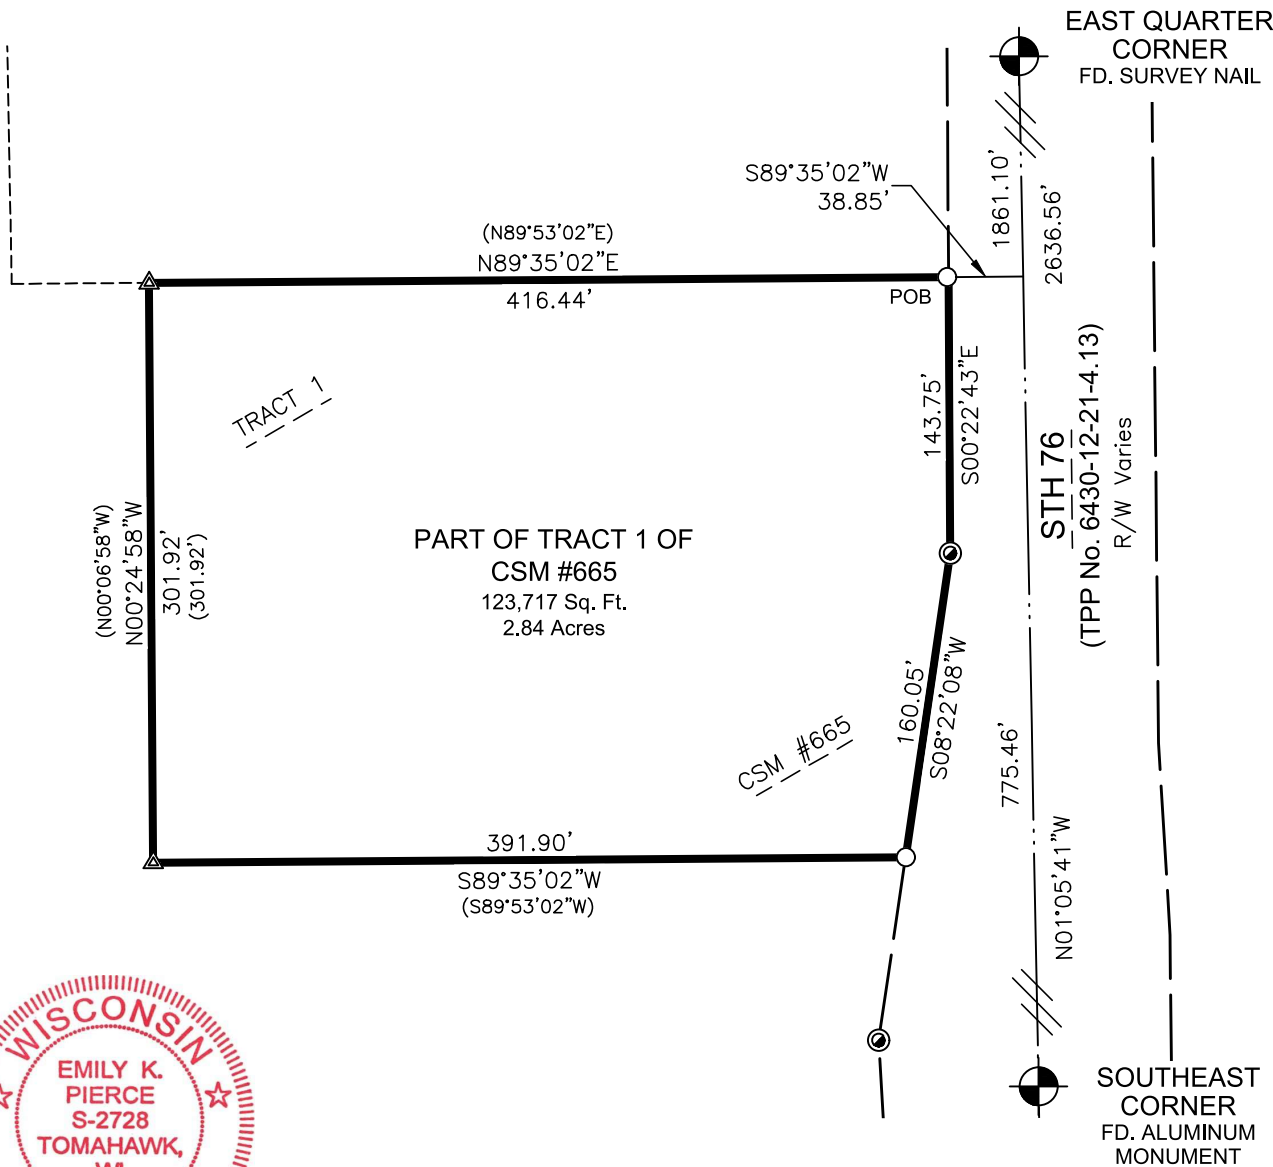 EAST QUARTER
CORNER
FD. SURVEY NAIL
S89°35'02"W
38.85'
1861.10'
2636.56'
(N89°53'02"E)
N89°35'02"E
416.44'
POB
TRACT 1
143.75'
S00°22'43"E
STH 76
(TPP No. 6430-12-21-4.13)
R/W Varies
(N00°06'58"W)
N00°24'58"W
301.92'
(301.92')
PART OF TRACT 1 OF
CSM #665
123,717 Sq. Ft.
2.84 Acres
160.05'
S08°22'08"W
CSM #665
775.46'
N01°05'41"W
391.90'
S89°35'02"W
(S89°53'02"W)
WISCONSIN
EMILY K.
PIERCE
S-2728
TOMAHAWK,
WI
SOUTHEAST
CORNER
FD. ALUMINUM
MONUMENT